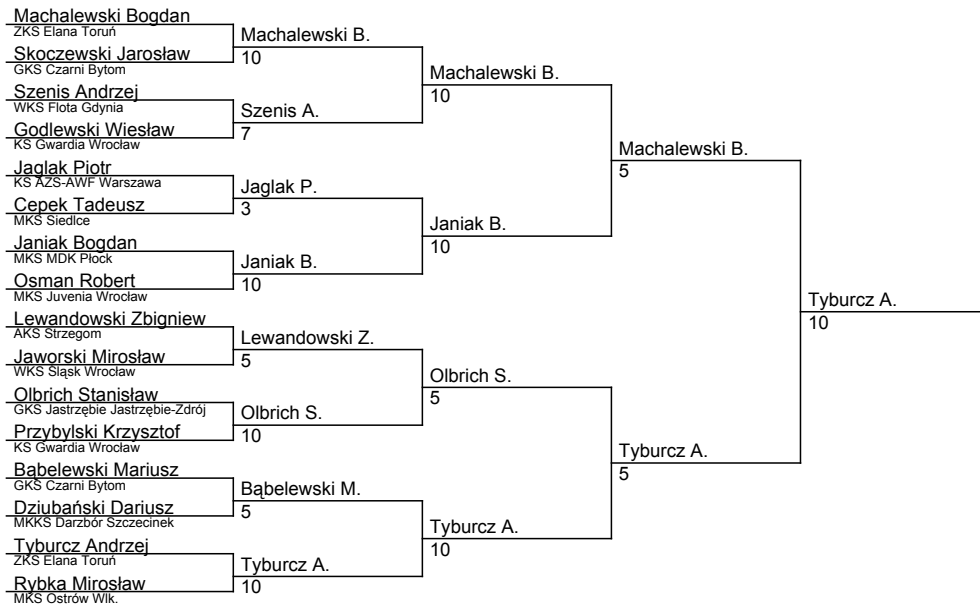 Machalewski Bogdan
ZKS Elana Toruń
Skoczewski Jarosław
GKS Czarni Bytom
Szenis Andrzej
WKS Flota Gdynia
Godlewski Wiesław
KS Gwardia Wrocław
Jaglak Piotr
KS AZS-AWF Warszawa
Cepek Tadeusz
MKS Siedlce
Janiak Bogdan
MKS MDK Płock
Osman Robert
MKS Juvenia Wrocław
Lewandowski Zbigniew
AKS Strzegom
Jaworski Mirosław
WKS Śląsk Wrocław
Olbrich Stanisław
GKS Jastrzębie Jastrzębie-Zdrój
Przybylski Krzysztof
KS Gwardia Wrocław
Bąbelewski Mariusz
GKS Czarni Bytom
Dziubański Dariusz
MKKS Darzbór Szczecinek
Tyburcz Andrzej
ZKS Elana Toruń
Rybka Mirosław
MKS Ostrów Wlk.
Machalewski B.
10
Szenis A.
7
Jaglak P.
3
Janiak B.
10
Lewandowski Z.
5
Olbrich S.
10
Bąbelewski M.
5
Tyburcz A.
10
Machalewski B.
10
Janiak B.
10
Olbrich S.
5
Tyburcz A.
10
Machalewski B.
5
Tyburcz A.
5
Tyburcz A.
10